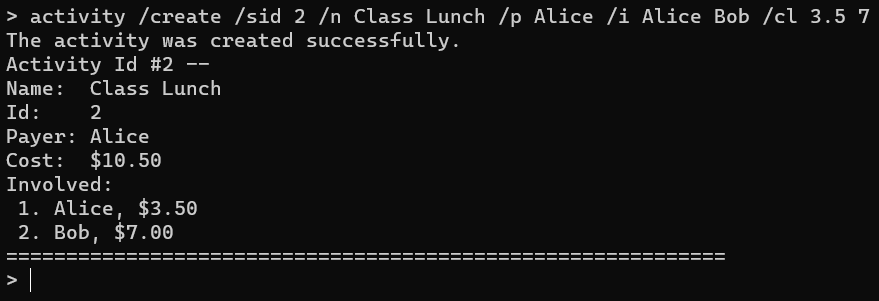 > activity /create /sid 2 /n Class Lunch /p Alice /i Alice Bob /cl 3.5 7
The activity was created successfully.
Activity Id #2 --
Name:  Class Lunch
Id:    2
Payer: Alice
Cost:  $10.50
Involved:
 1. Alice, $3.50
 2. Bob, $7.00
============================================================
>